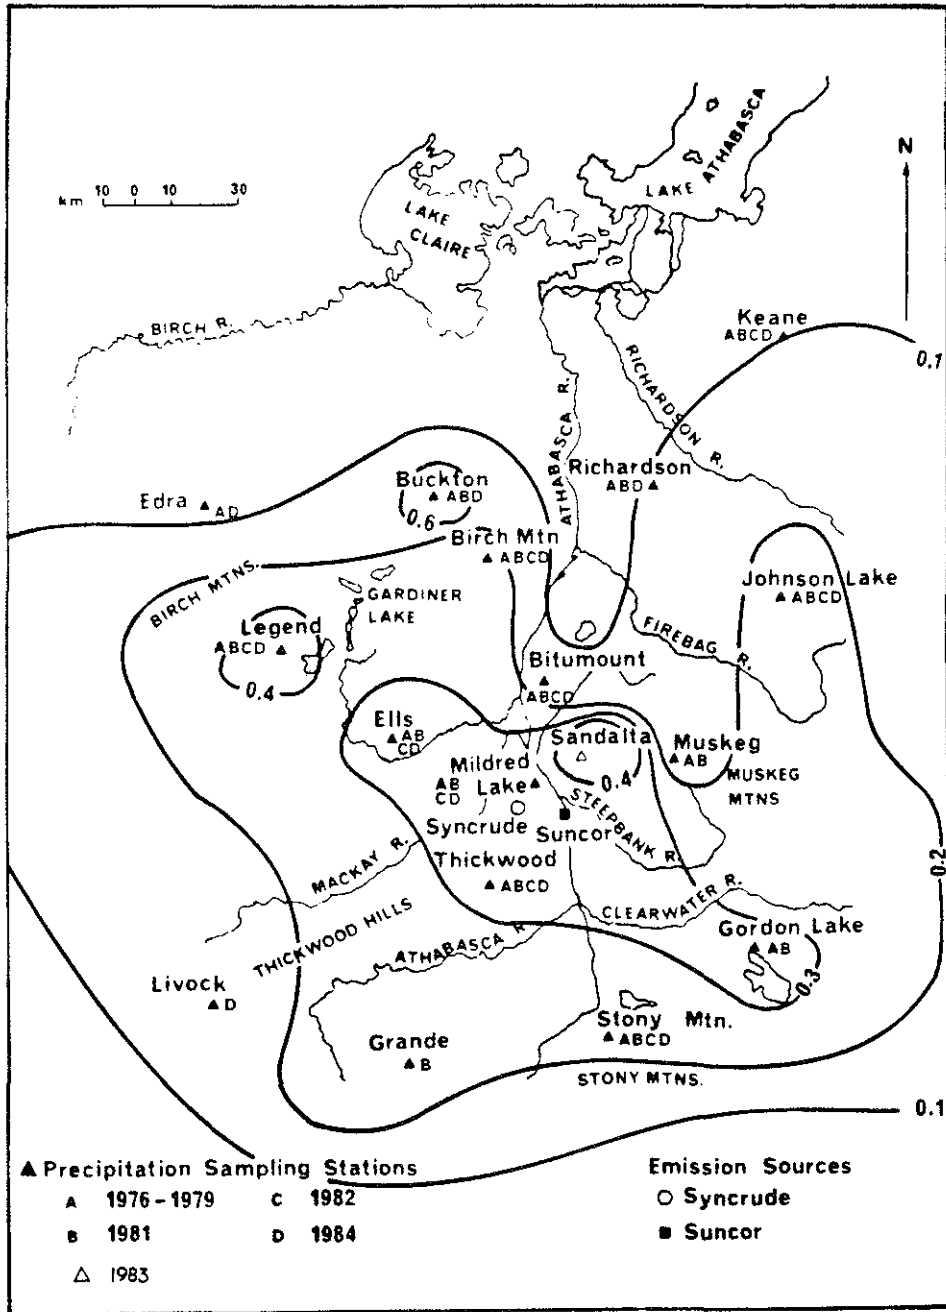 LAKE ATHABASCA
N
10 0 10 30
km
LAKE
CLAIRE
LAKE
BIRCH R.
Keane
ABCD
0.1
RICHARDSON R.
ATHABASCA R.
Richardson
ABD
Buckton
ABD
0.6
Edra
AD
Birch Mtn
ABCD
BIRCH MTNS.
GARDINER
LAKE
Johnson Lake
ABCD
Legend
ABCD
0.4
FIREBAG R.
Bitumount
ABCD
Ells
AB
CD
Sandalta
0.4
Muskeg
AB
MUSKEG
MTNS
Mildred
Lake
AB
CD
Syncrude
Suncor
STEEPBANK R.
0.2
Thickwood
ABCD
MACKAY R.
CLEARWATER R.
THICKWOOD HILLS
ATHABASCA R.
Gordon Lake
AB
0.3
Livock
D
Stony Mtn.
ABCD
Grande
B
STONY MTNS.
0.1
Precipitation Sampling Stations
A 1976-1979 C 1982
B 1981 D 1984
1983
Emission Sources
Syncrude
Suncor